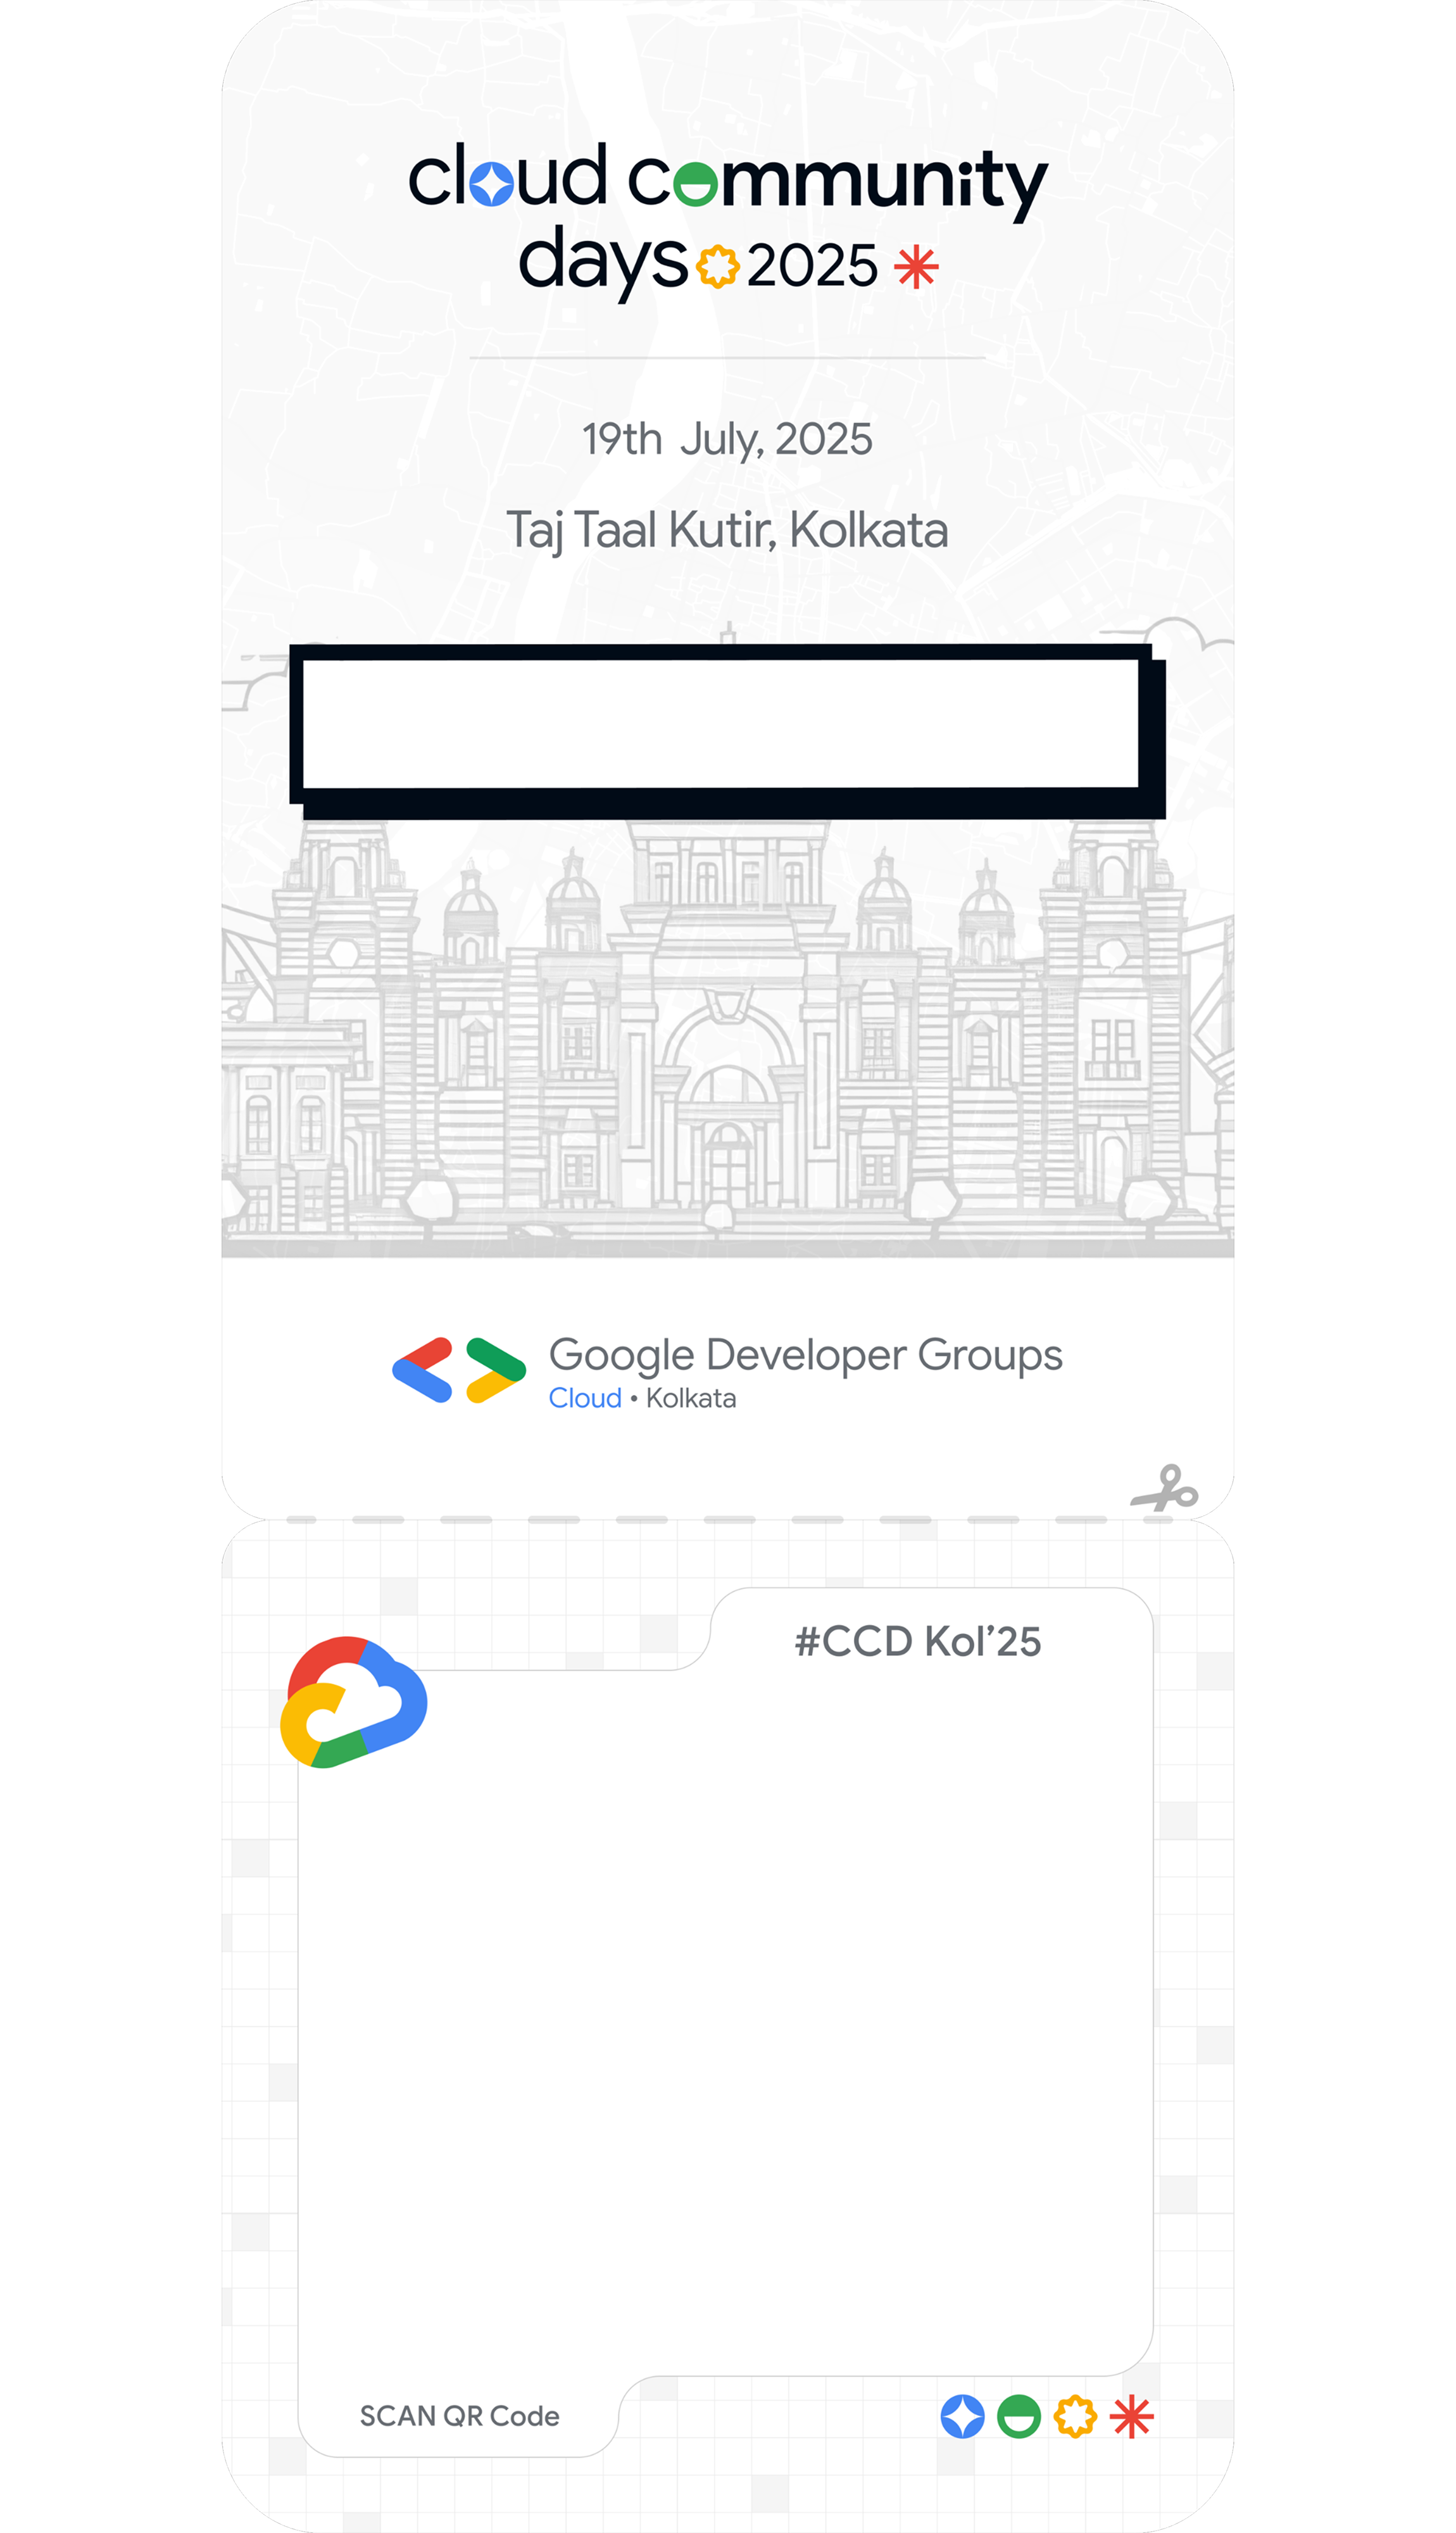 cloud community
days 2025
19th July, 2025
Taj Taal Kutir, Kolkata
Google Developer Groups
Cloud • Kolkata
#CCD Kol’25
SCAN QR Code